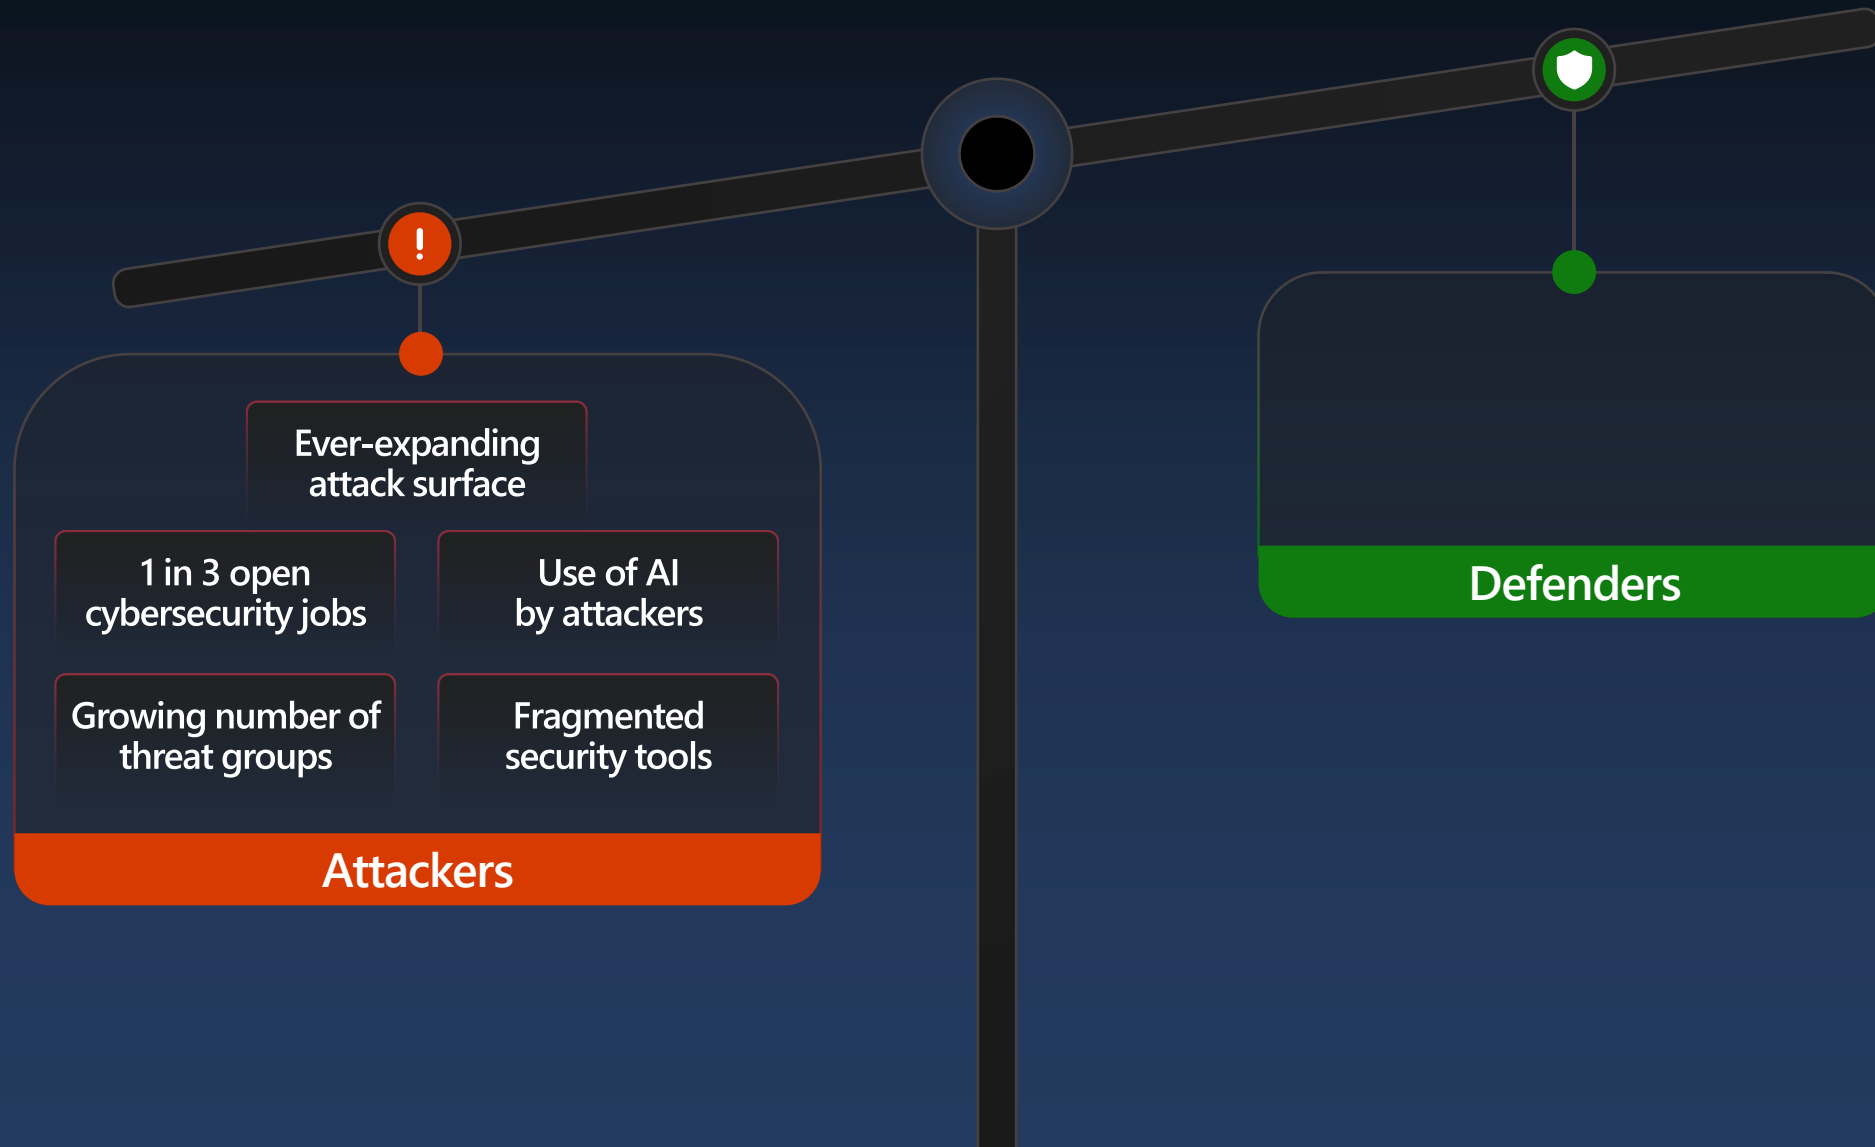 Ever-expanding
attack surface
1 in 3 open
cybersecurity jobs
Use of AI
by attackers
Growing number of
threat groups
Fragmented
security tools
Attackers
Defenders